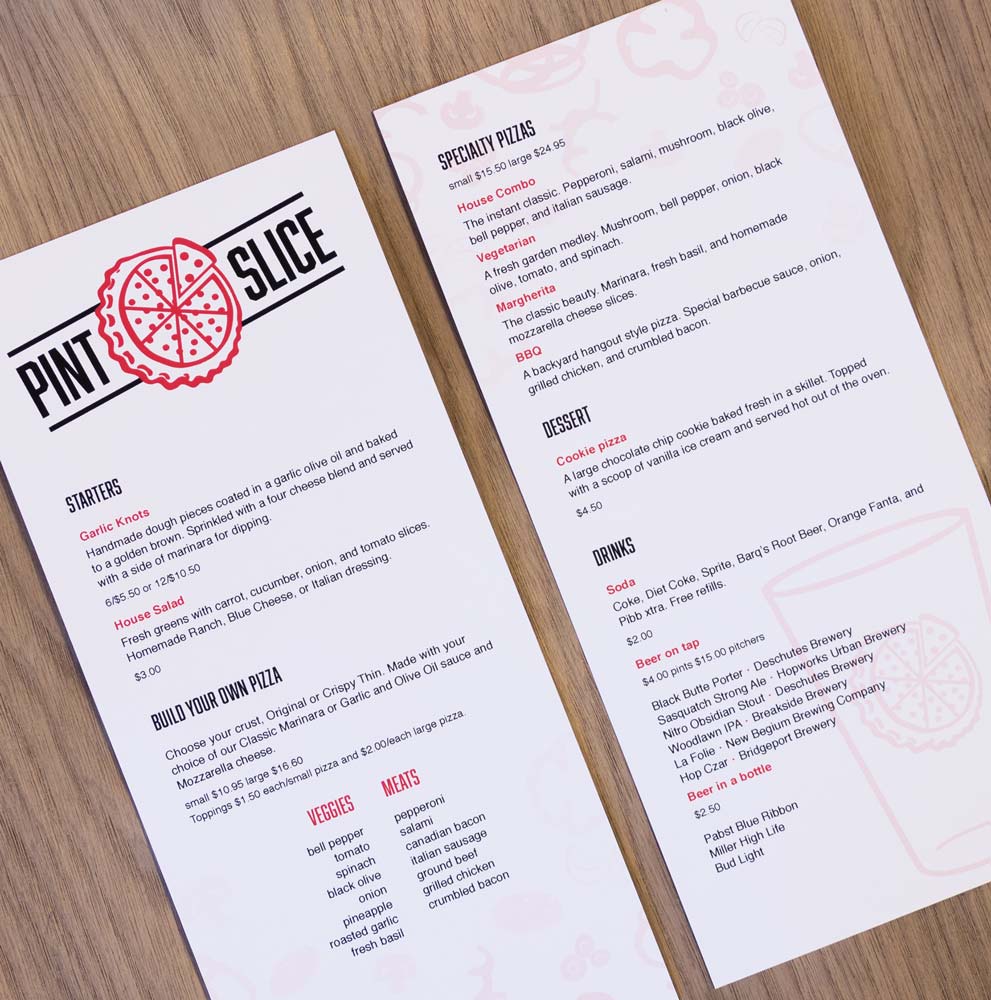 PINT SLICE
STARTERS
Garlic Knots
Handmade dough pieces coated in a garlic olive oil and baked
to a golden brown. Sprinkled with a four cheese blend and served
with a side of marinara for dipping.
6/$5.50 or 12/$10.50
House Salad
Fresh greens with carrot, cucumber, onion, and tomato slices.
Homemade Ranch, Blue Cheese, or Italian dressing.
$3.00
BUILD YOUR OWN PIZZA
Choose your crust, Original or Crispy Thin. Made with your
choice of our Classic Marinara or Garlic and Olive Oil sauce and
Mozzarella cheese.
small $10.95 large $16.60
Toppings $1.50 each/small pizza and $2.00/each large pizza.
VEGGIES
bell pepper
tomato
spinach
black olive
onion
pineapple
roasted garlic
fresh basil
MEATS
pepperoni
salami
canadian bacon
italian sausage
ground beef
grilled chicken
crumbled bacon
SPECIALTY PIZZAS
small $15.50 large $24.95
House Combo
The instant classic. Pepperoni, salami, mushroom, black olive,
bell pepper, and italian sausage.
Vegetarian
A fresh garden medley. Mushroom, bell pepper, onion, black
olive, tomato, and spinach.
Margherita
The classic beauty. Marinara, fresh basil, and homemade
mozzarella cheese slices.
BBQ
A backyard hangout style pizza. Special barbecue sauce, onion,
grilled chicken, and crumbled bacon.
DESSERT
Cookie pizza
A large chocolate chip cookie baked fresh in a skillet. Topped
with a scoop of vanilla ice cream and served hot out of the oven.
$4.50
DRINKS
Soda
Coke, Diet Coke, Sprite, Barq's Root Beer, Orange Fanta, and
Pibb xtra. Free refills.
$2.00
Beer on tap
$4.00 pints $15.00 pitchers
Black Butte Porter · Deschutes Brewery
Sasquatch Strong Ale · Hopworks Urban Brewery
Nitro Obsidian Stout · Deschutes Brewery
Woodlawn IPA · Breakside Brewery
La Folie · New Begium Brewing Company
Hop Czar · Bridgeport Brewery
Beer in a bottle
$2.50
Pabst Blue Ribbon
Miller High Life
Bud Light